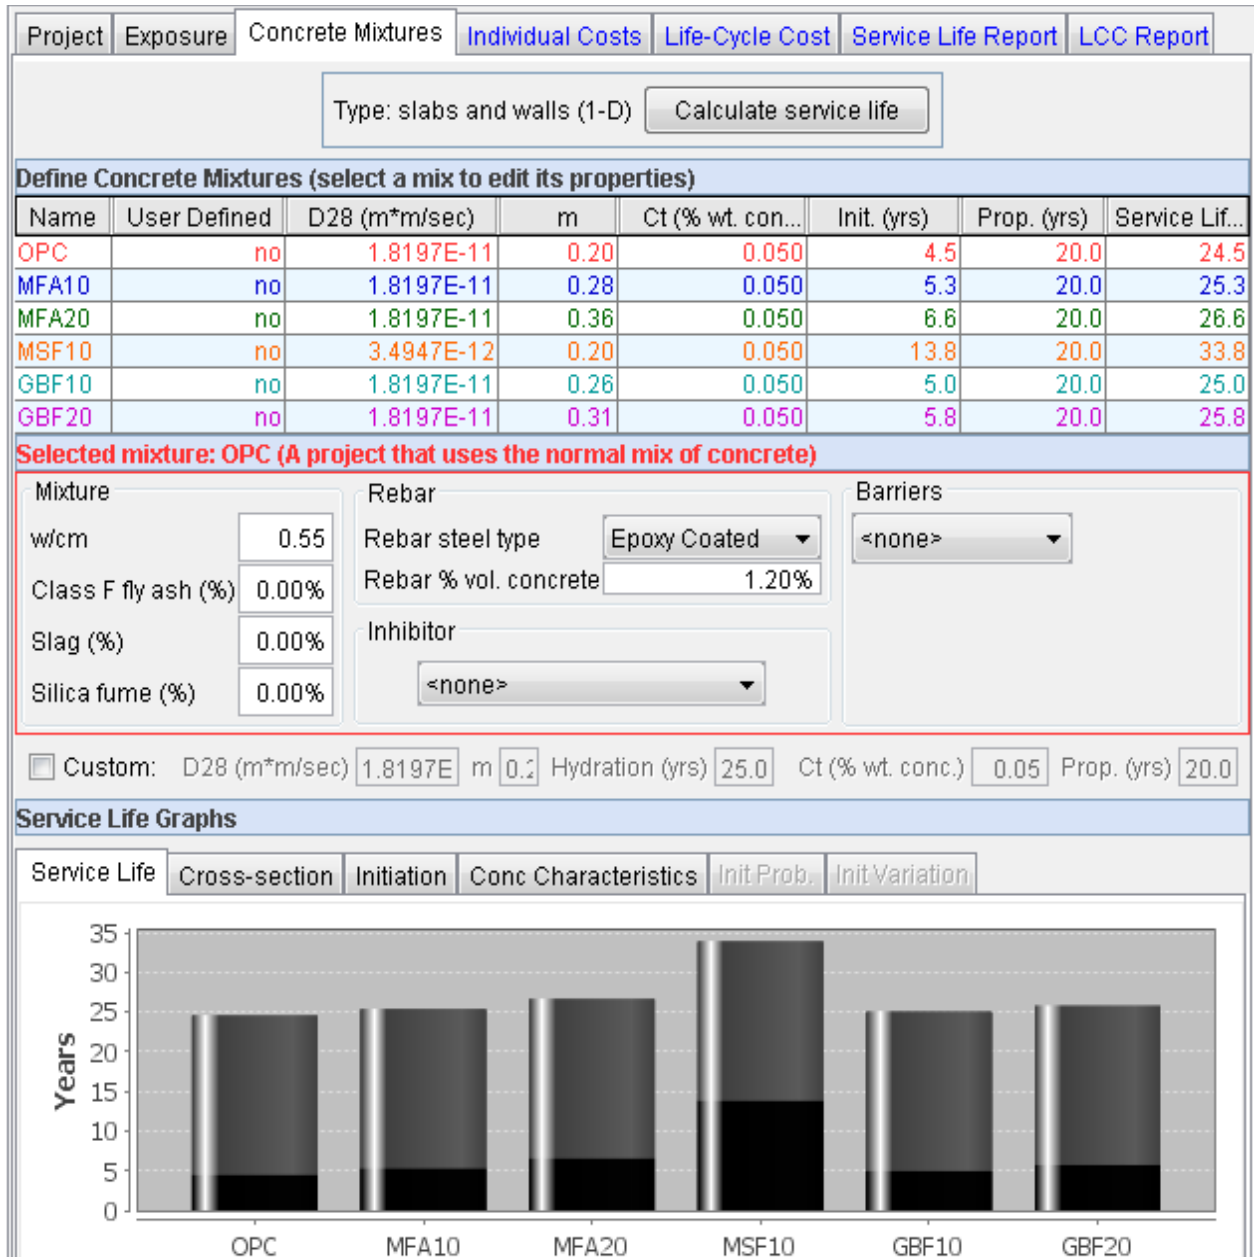 Project Exposure Concrete Mixtures Individual Costs Life-Cycle Cost Service Life Report LCC Report
Type: slabs and walls (1-D) Calculate service life
Define Concrete Mixtures (select a mix to edit its properties)
Name User Defined D28 (m*m/sec) m Ct (% wt. con... Init. (yrs) Prop. (yrs) Service Lif...
OPC no 1.8197E-11 0.20 0.050 4.5 20.0 24.5
MFA10 no 1.8197E-11 0.28 0.050 5.3 20.0 25.3
MFA20 no 1.8197E-11 0.36 0.050 6.6 20.0 26.6
MSF10 no 3.4947E-12 0.20 0.050 13.8 20.0 33.8
GBF10 no 1.8197E-11 0.26 0.050 5.0 20.0 25.0
GBF20 no 1.8197E-11 0.31 0.050 5.8 20.0 25.8
Selected mixture: OPC (A project that uses the normal mix of concrete)
Mixture
w/cm 0.55
Class F fly ash (%) 0.00%
Slag (%) 0.00%
Silica fume (%) 0.00%
Rebar
Rebar steel type Epoxy Coated
Rebar % vol. concrete 1.20%
Inhibitor
<none>
Barriers
<none>
Custom: D28 (m*m/sec) 1.8197E m 0.2 Hydration (yrs) 25.0 Ct (% wt. conc.) 0.05 Prop. (yrs) 20.0
Service Life Graphs
Service Life Cross-section Initiation Conc Characteristics Init Prob. Init Variation
Years
35
30
25
20
15
10
5
0
OPC MFA10 MFA20 MSF10 GBF10 GBF20